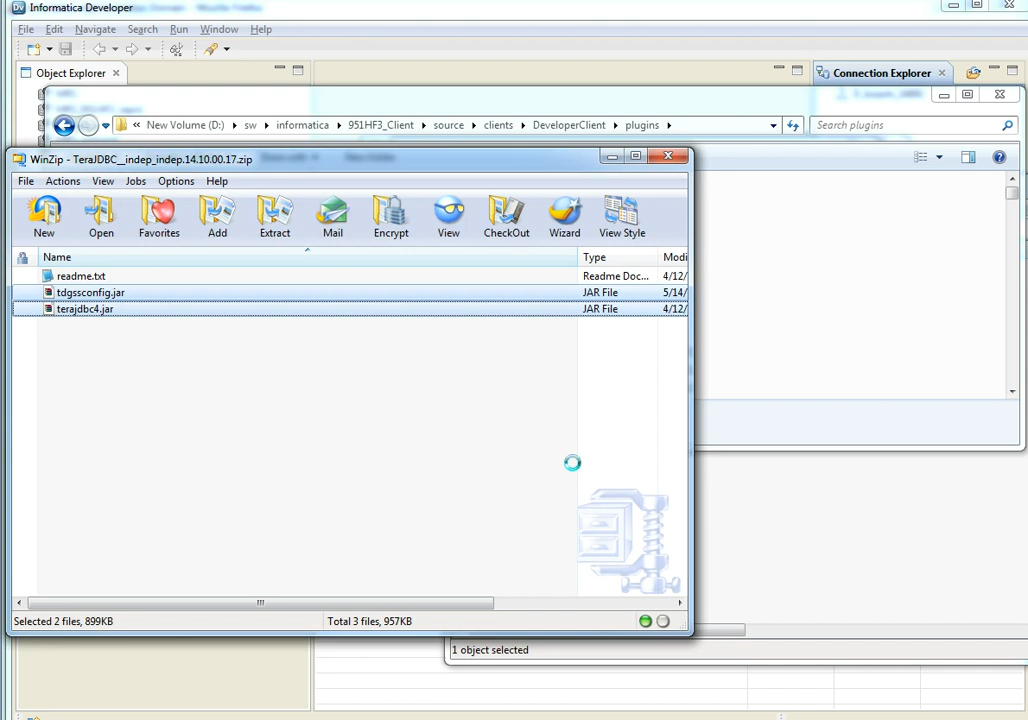 Informatica Developer
File Edit Navigate Search Run Window Help
Object Explorer
Connection Explorer
« New Volume (D:) sw informatica 951HF3_Client source clients DeveloperClient plugins
Search plugins
WinZip - TeraJDBC__indep_indep.14.10.00.17.zip
File Actions View Jobs Options Help
New Open Favorites Add Extract Mail Encrypt View CheckOut Wizard View Style
Name Type Modi
readme.txt Readme Doc... 4/12/
tdgssconfig.jar JAR File 5/14/
terajdbc4.jar JAR File 4/12/
Selected 2 files, 899KB Total 3 files, 957KB
1 object selected